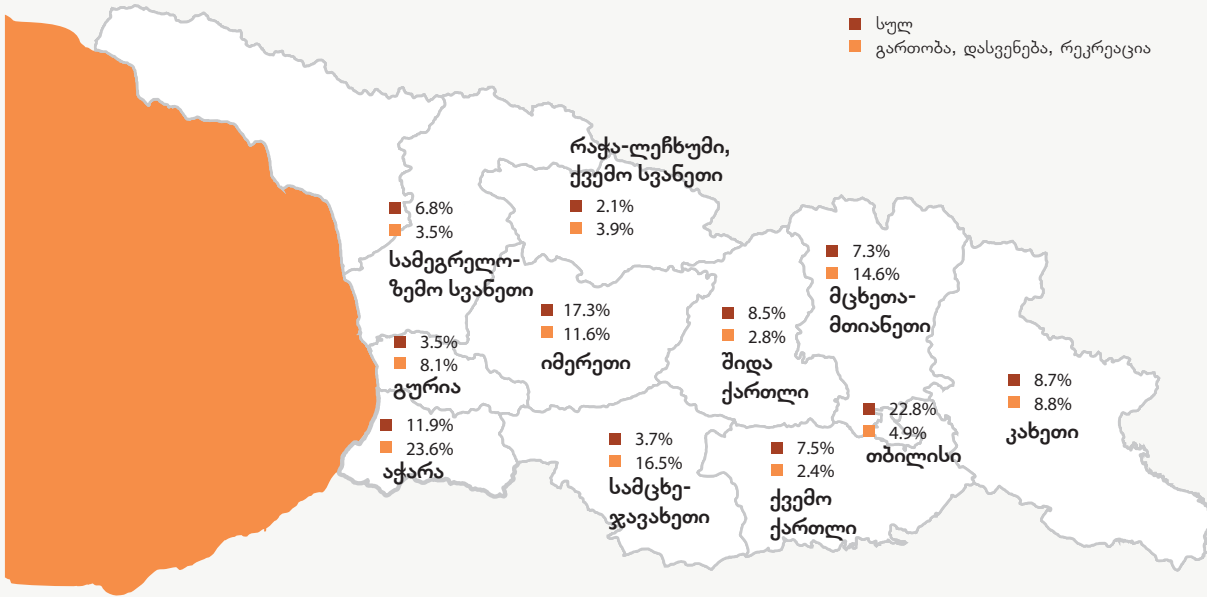 სულ
გართობა, დასვენება, რეკრეაცია
რაჭა-ლეჩხუმი,
ქვემო სვანეთი
2.1%
3.9%
6.8%
3.5%
სამეგრელო-
ზემო სვანეთი
7.3%
14.6%
მცხეთა-
მთიანეთი
17.3%
11.6%
იმერეთი
8.5%
2.8%
შიდა
ქართლი
3.5%
8.1%
გურია
8.7%
8.8%
კახეთი
11.9%
23.6%
აჭარა
22.8%
4.9%
თბილისი
3.7%
16.5%
სამცხე-
ჯავახეთი
7.5%
2.4%
ქვემო
ქართლი